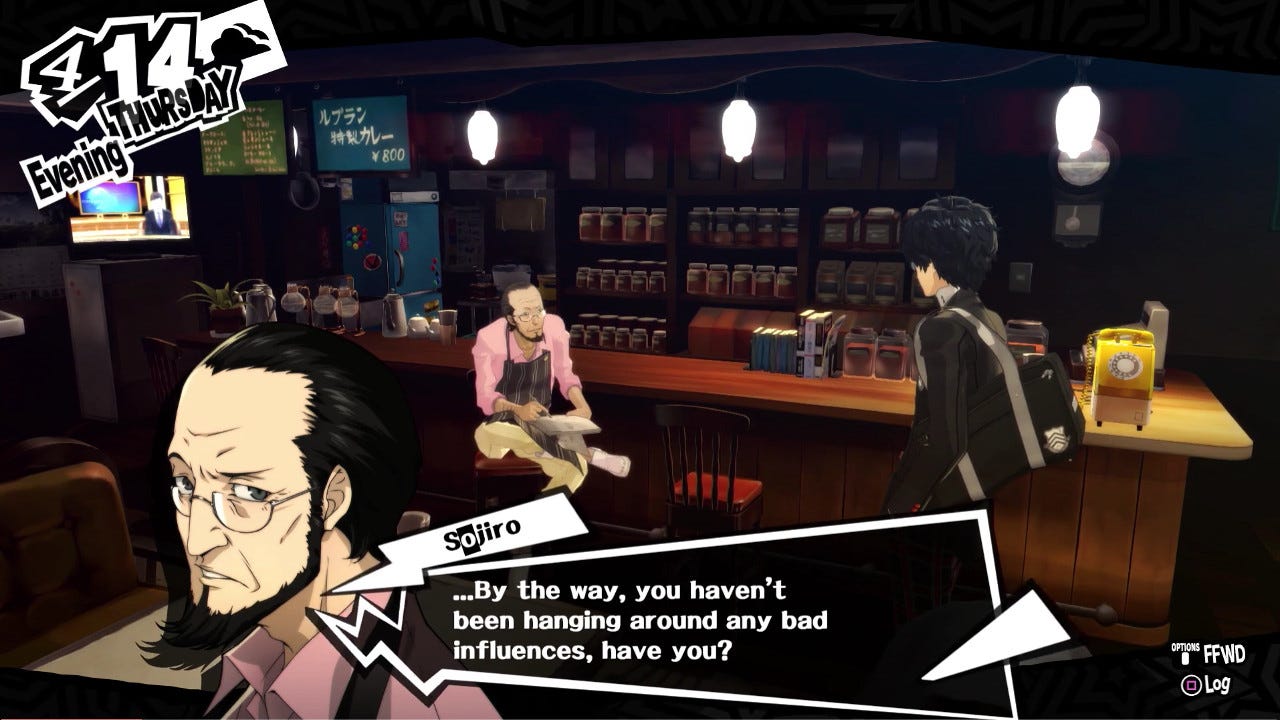 4/14
THURSDAY
Evening
ルブラン
特製カレー
¥800
Sojiro
...By the way, you haven't
been hanging around any bad
influences, have you?
OPTIONS FFWD
Log